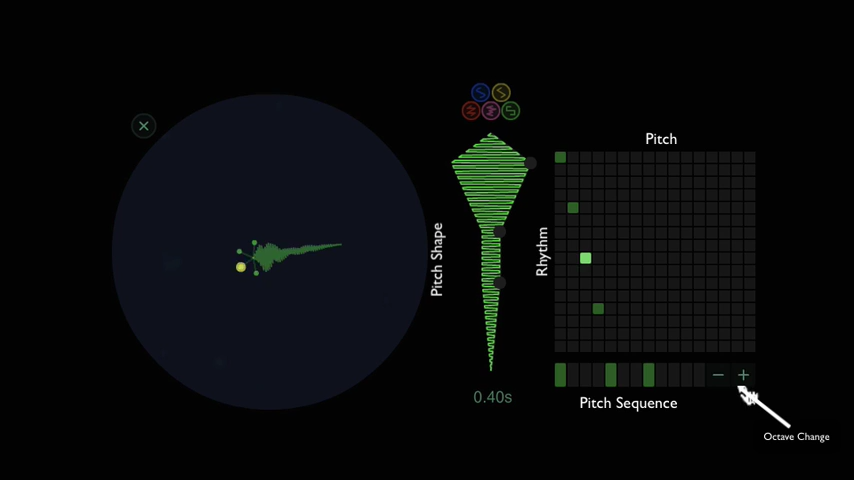 Pitch
Pitch Shape
Rhythm
− +
0.40s
Pitch Sequence
Octave Change